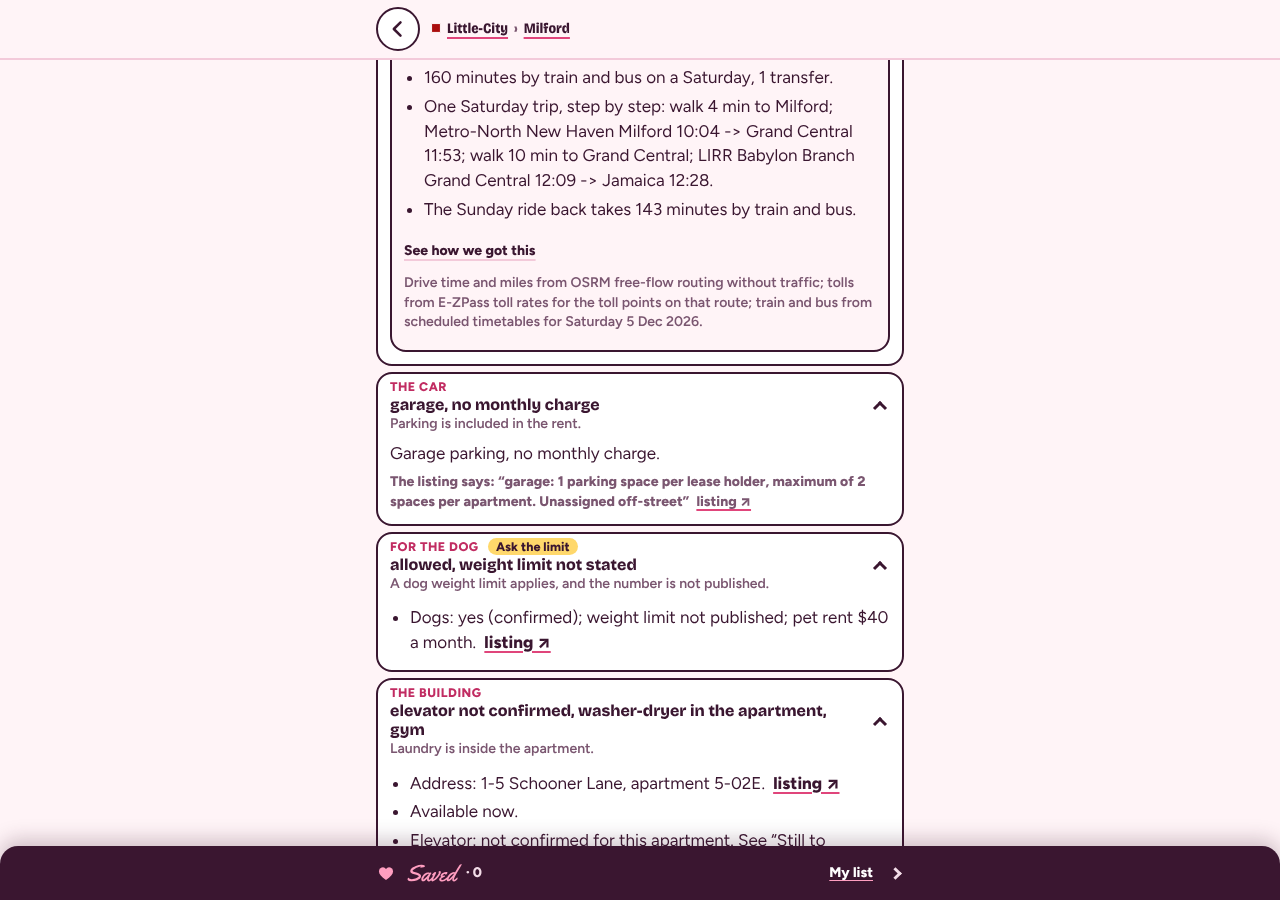 Little-City › Milford
• 160 minutes by train and bus on a Saturday, 1 transfer.
• One Saturday trip, step by step: walk 4 min to Milford;
Metro-North New Haven Milford 10:04 -> Grand Central
11:53; walk 10 min to Grand Central; LIRR Babylon Branch
Grand Central 12:09 -> Jamaica 12:28.
• The Sunday ride back takes 143 minutes by train and bus.
See how we got this
Drive time and miles from OSRM free-flow routing without traffic; tolls
from E-ZPass toll rates for the toll points on that route; train and bus from
scheduled timetables for Saturday 5 Dec 2026.
THE CAR
garage, no monthly charge
Parking is included in the rent.
Garage parking, no monthly charge.
The listing says: “garage: 1 parking space per lease holder, maximum of 2
spaces per apartment. Unassigned off-street” listing ↗
FOR THE DOG Ask the limit
allowed, weight limit not stated
A dog weight limit applies, and the number is not published.
• Dogs: yes (confirmed); weight limit not published; pet rent $40
a month. listing ↗
THE BUILDING
elevator not confirmed, washer-dryer in the apartment,
gym
Laundry is inside the apartment.
• Address: 1-5 Schooner Lane, apartment 5-02E. listing ↗
• Available now.
• Elevator: not confirmed for this apartment. See “Still to
Saved · 0 My list